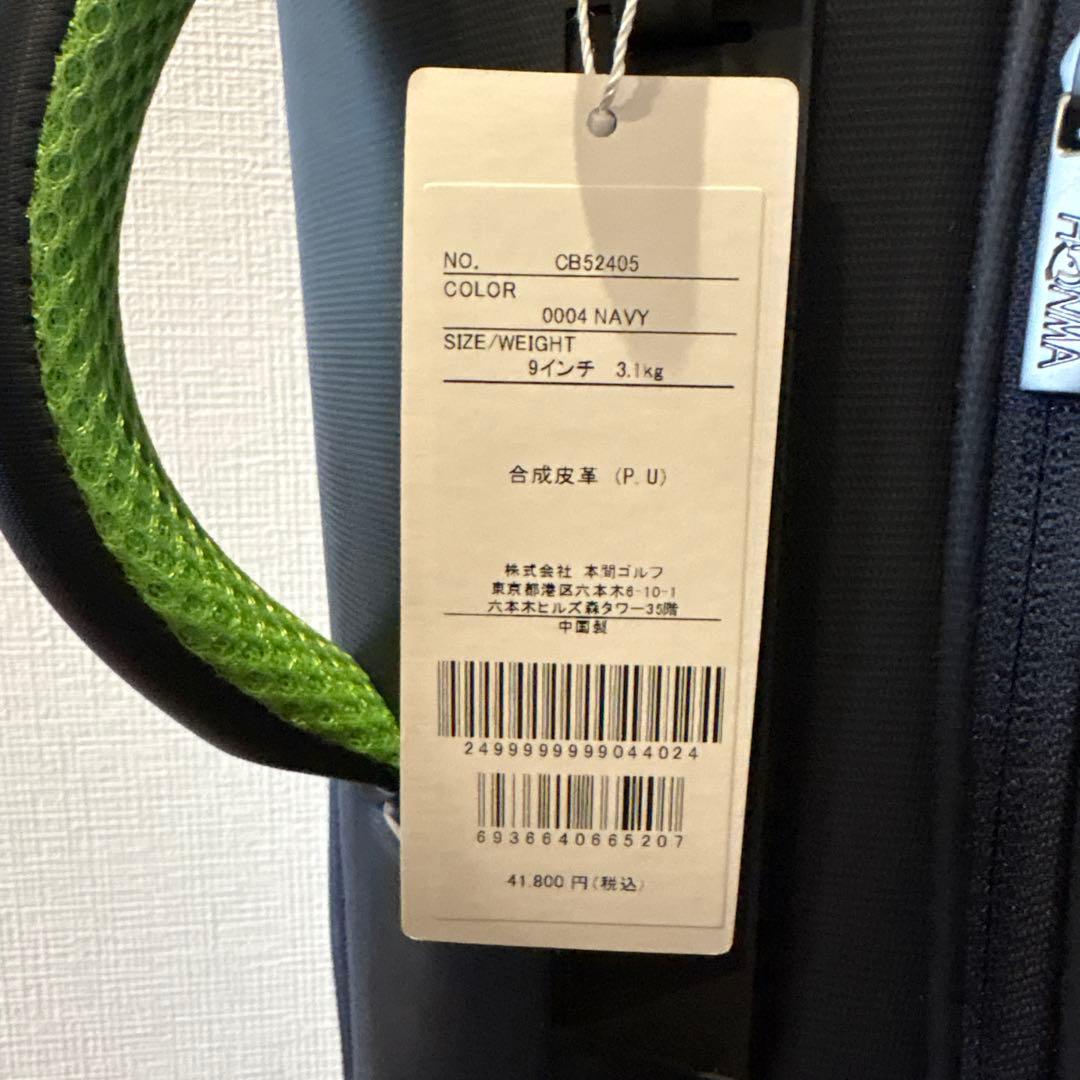 NO. CB52405
COLOR
0004 NAVY
SIZE/WEIGHT
9インチ 3.1kg
合成皮革 (P.U)
株式会社 本間ゴルフ
東京都港区六本木6-10-1
六本木ヒルズ森タワー35階
中国製
2499999999044024
6936640665207
41.800 円(税込)
HONMA